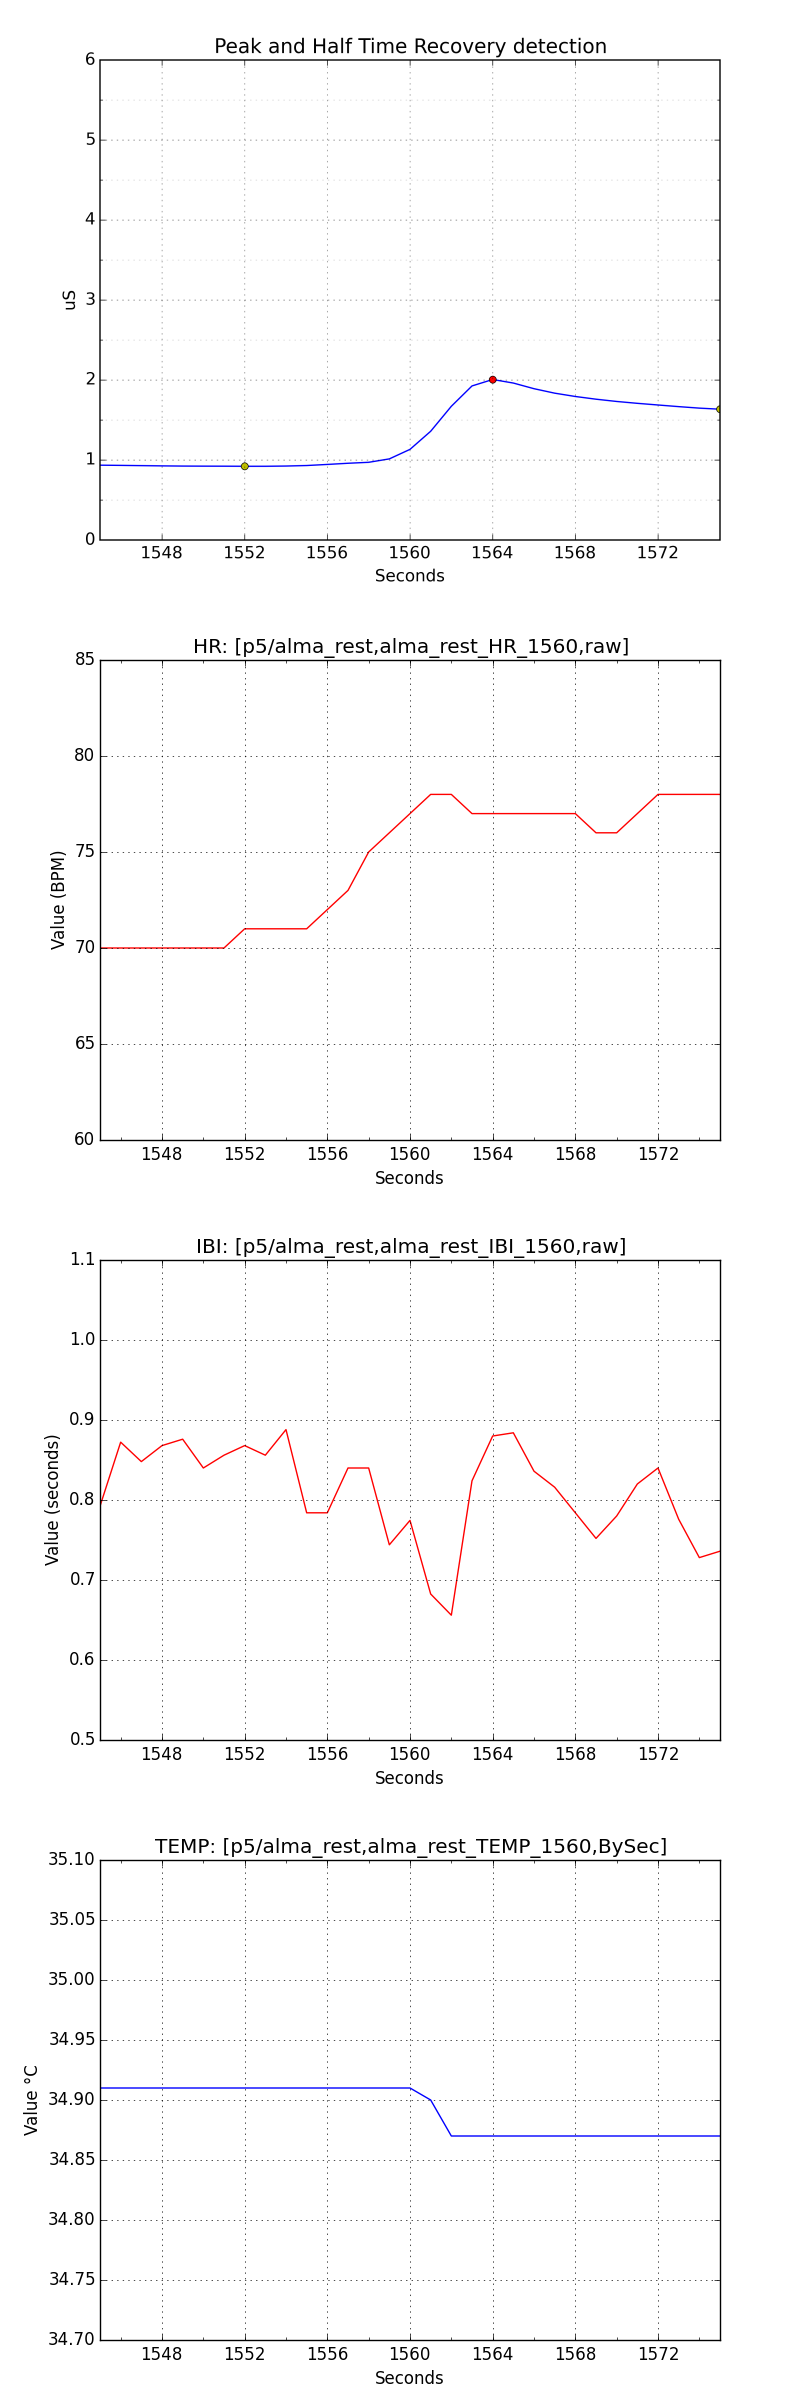 Peak and Half Time Recovery detection
6
5
4
3
2
1
0
uS
1548 1552 1556 1560 1564 1568 1572
Seconds
HR: [p5/alma_rest,alma_rest_HR_1560,raw]
85
80
75
70
65
60
Value (BPM)
1548 1552 1556 1560 1564 1568 1572
Seconds
IBI: [p5/alma_rest,alma_rest_IBI_1560,raw]
1.1
1.0
0.9
0.8
0.7
0.6
0.5
Value (seconds)
1548 1552 1556 1560 1564 1568 1572
Seconds
TEMP: [p5/alma_rest,alma_rest_TEMP_1560,BySec]
35.10
35.05
35.00
34.95
34.90
34.85
34.80
34.75
34.70
Value °C
1548 1552 1556 1560 1564 1568 1572
Seconds